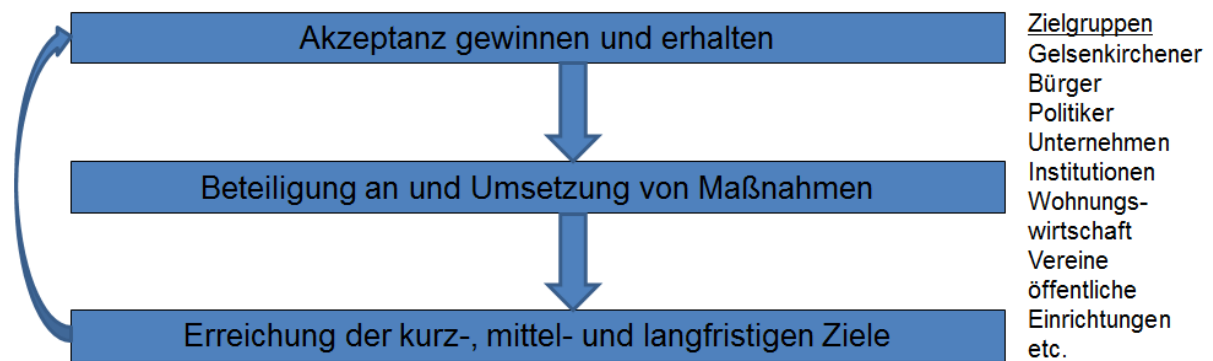 Akzeptanz gewinnen und erhalten
Beteiligung an und Umsetzung von Maßnahmen
Erreichung der kurz-, mittel- und langfristigen Ziele
Zielgruppen
Gelsenkirchener
Bürger
Politiker
Unternehmen
Institutionen
Wohnungs-
wirtschaft
Vereine
öffentliche
Einrichtungen
etc.